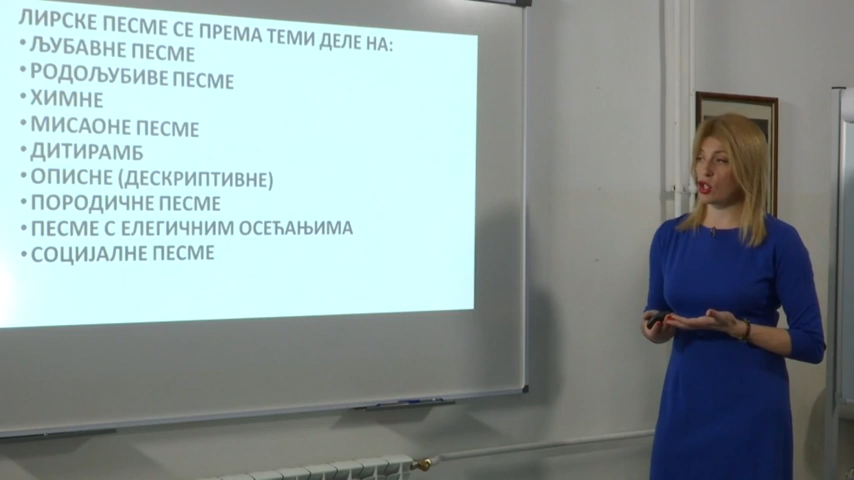 ЛИРСКЕ ПЕСМЕ СЕ ПРЕМА ТЕМИ ДЕЛЕ НА:
• ЉУБАВНЕ ПЕСМЕ
• РОДОЉУБИВЕ ПЕСМЕ
• ХИМНЕ
• МИСАОНЕ ПЕСМЕ
• ДИТИРАМБ
• ОПИСНЕ (ДЕСКРИПТИВНЕ)
• ПОРОДИЧНЕ ПЕСМЕ
• ПЕСМЕ С ЕЛЕГИЧНИМ ОСЕЋАЊИМА
• СОЦИЈАЛНЕ ПЕСМЕ